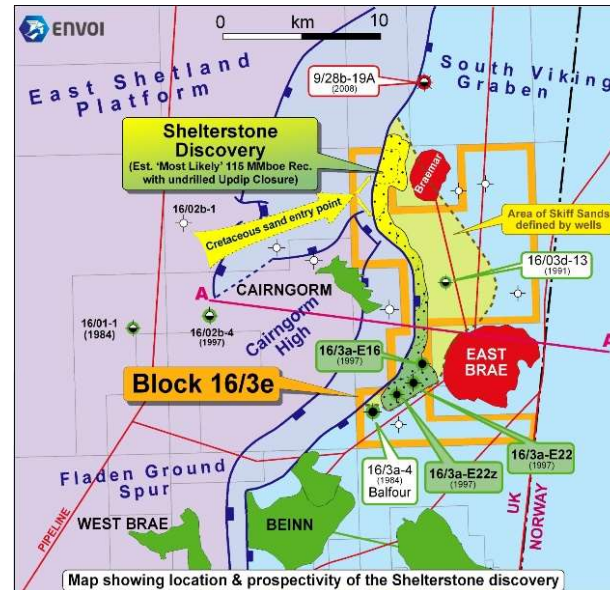 ENVOI
0 km 10
East Shetland
Platform
South Viking
Graben
9/28b-19A
(2008)
Shelterstone
Discovery
(Est. 'Most Likely' 115 MMboe Rec.
with undrilled Updip Closure)
Braemar
Cretaceous sand entry point
16/02b-1
Area of Skiff Sands
defined by wells
16/03d-13
(1991)
CAIRNGORM
A
A
16/01-1
(1984)
16/02b-4
(1997)
Cairngorm
High
16/3a-E16
(1997)
EAST
BRAE
Block 16/3e
16/3a-4
(1984)
Balfour
16/3a-E22z
(1997)
16/3a-E22
(1997)
Fladen Ground
Spur
PIPELINE
WEST BRAE
BEINN
UK
NORWAY
Map showing location & prospectivity of the Shelterstone discovery